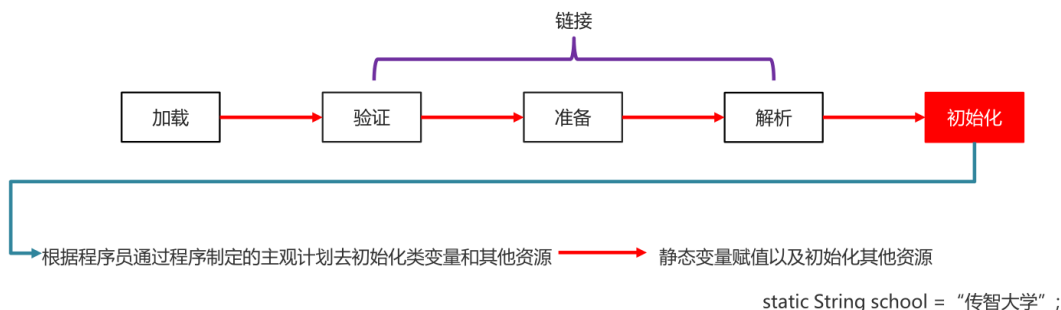 链接
加载 验证 准备 解析 初始化
根据程序员通过程序制定的主观计划去初始化类变量和其他资源 静态变量赋值以及初始化其他资源
static String school =“传智大学”;